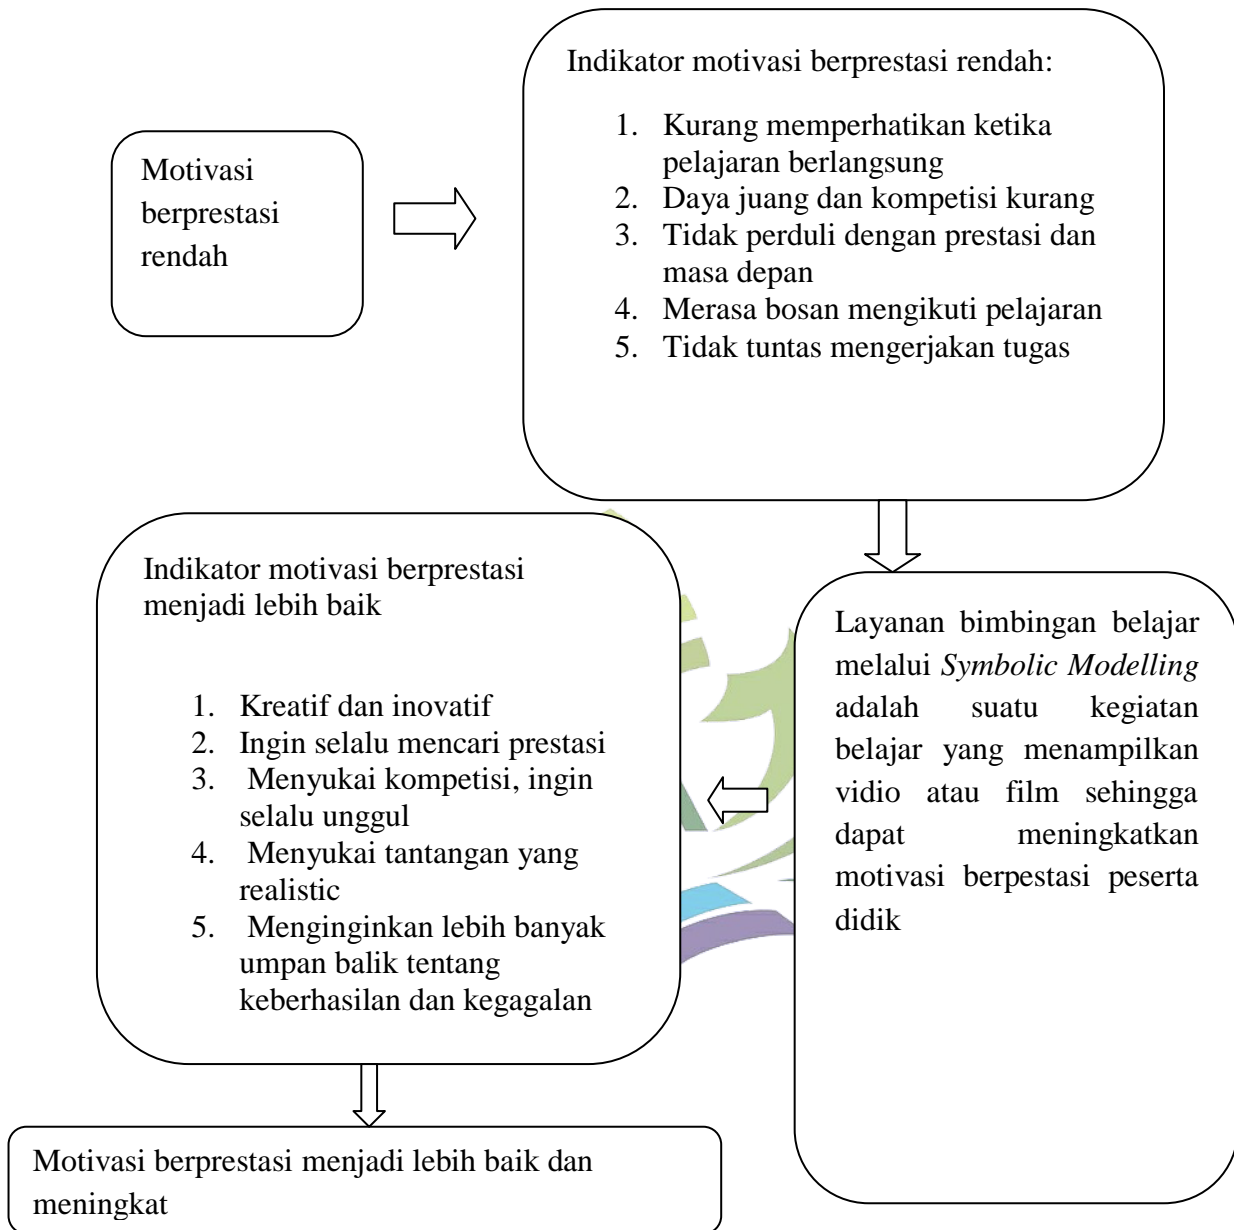 Motivasi
berprestasi
rendah
Indikator motivasi berprestasi rendah:
1. Kurang memperhatikan ketika
pelajaran berlangsung
2. Daya juang dan kompetisi kurang
3. Tidak perduli dengan prestasi dan
masa depan
4. Merasa bosan mengikuti pelajaran
5. Tidak tuntas mengerjakan tugas
Layanan bimbingan belajar
melalui Symbolic Modelling
adalah suatu kegiatan
belajar yang menampilkan
vidio atau film sehingga
dapat meningkatkan
motivasi berpestasi peserta
didik
Indikator motivasi berprestasi
menjadi lebih baik
1. Kreatif dan inovatif
2. Ingin selalu mencari prestasi
3. Menyukai kompetisi, ingin
selalu unggul
4. Menyukai tantangan yang
realistic
5. Menginginkan lebih banyak
umpan balik tentang
keberhasilan dan kegagalan
Motivasi berprestasi menjadi lebih baik dan
meningkat